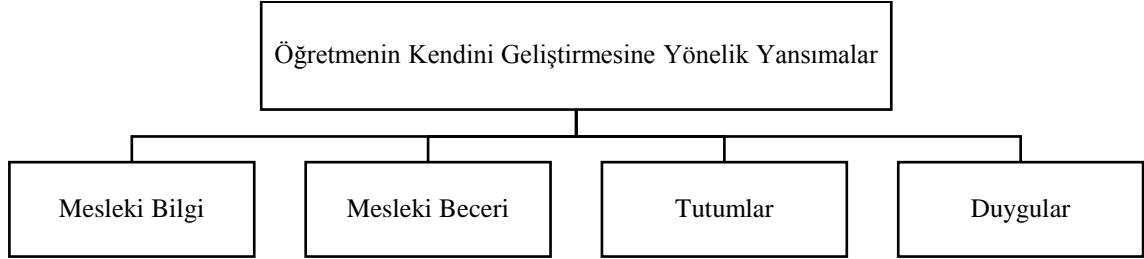 Öğretmenin Kendini Geliştirmesine Yönelik Yansımalar
Mesleki Bilgi
Mesleki Beceri
Tutumlar
Duygular